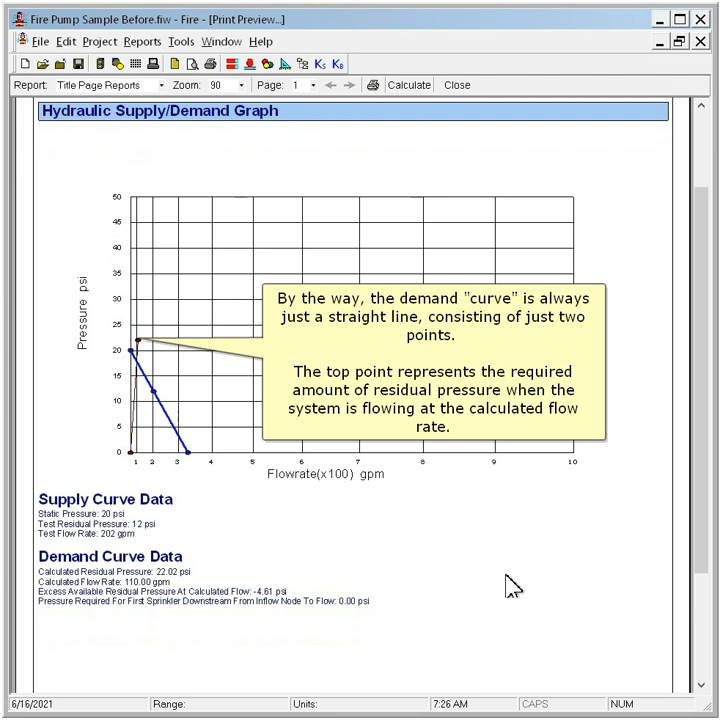 Fire Pump Sample Before.fiw - Fire - [Print Preview...]
File Edit Project Reports Tools Window Help
Ks KB
Report: Title Page Reports Zoom: 90 Page: 1 Calculate Close
Hydraulic Supply/Demand Graph
50
45
40
35
30
25
20
15
10
5
0
Pressure psi
By the way, the demand "curve" is always
just a straight line, consisting of just two
points.
The top point represents the required
amount of residual pressure when the
system is flowing at the calculated flow
rate.
1 2 3 4 5 6 7 8 9 10
Flowrate(x100) gpm
Supply Curve Data
Static Pressure: 20 psi
Test Residual Pressure: 12 psi
Test Flow Rate: 202 gpm
Demand Curve Data
Calculated Residual Pressure: 22.02 psi
Calculated Flow Rate: 110.00 gpm
Excess Available Residual Pressure At Calculated Flow: -4.61 psi
Pressure Required For First Sprinkler Downstream From Inflow Node To Flow: 0.00 psi
6/16/2021 Range: Units: 7:26 AM CAPS NUM